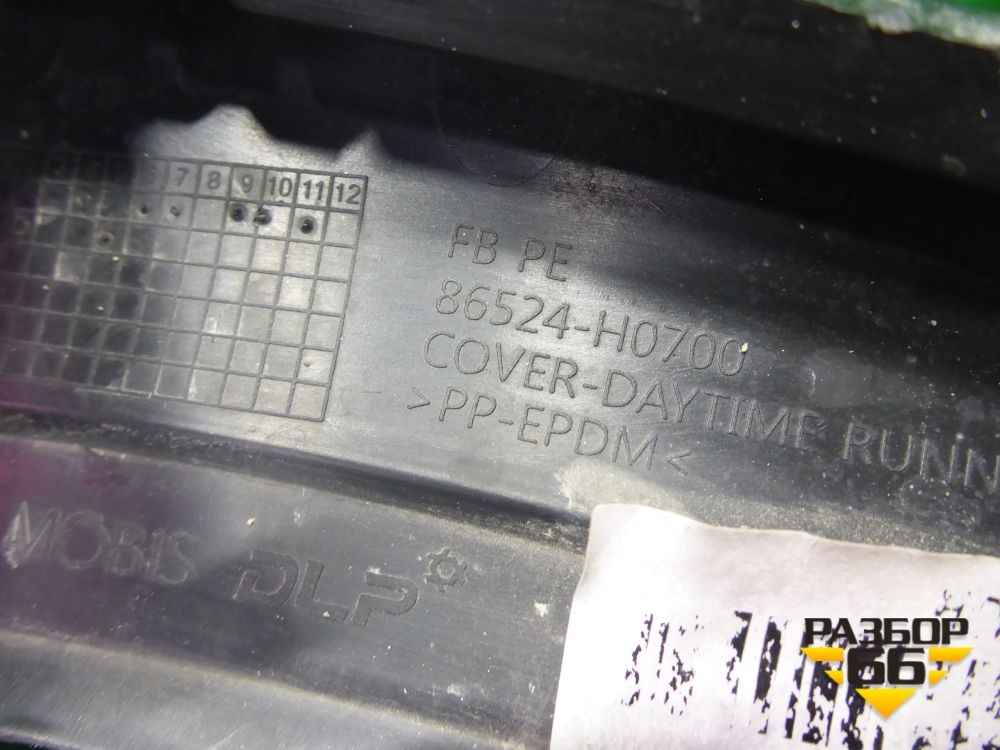 6 7 8 9 10 11 12
FB PE
86524-H0700
COVER-DAYTIME RUNN
>PP-EPDM<
MOBIS DLP
РАЗБОР
66